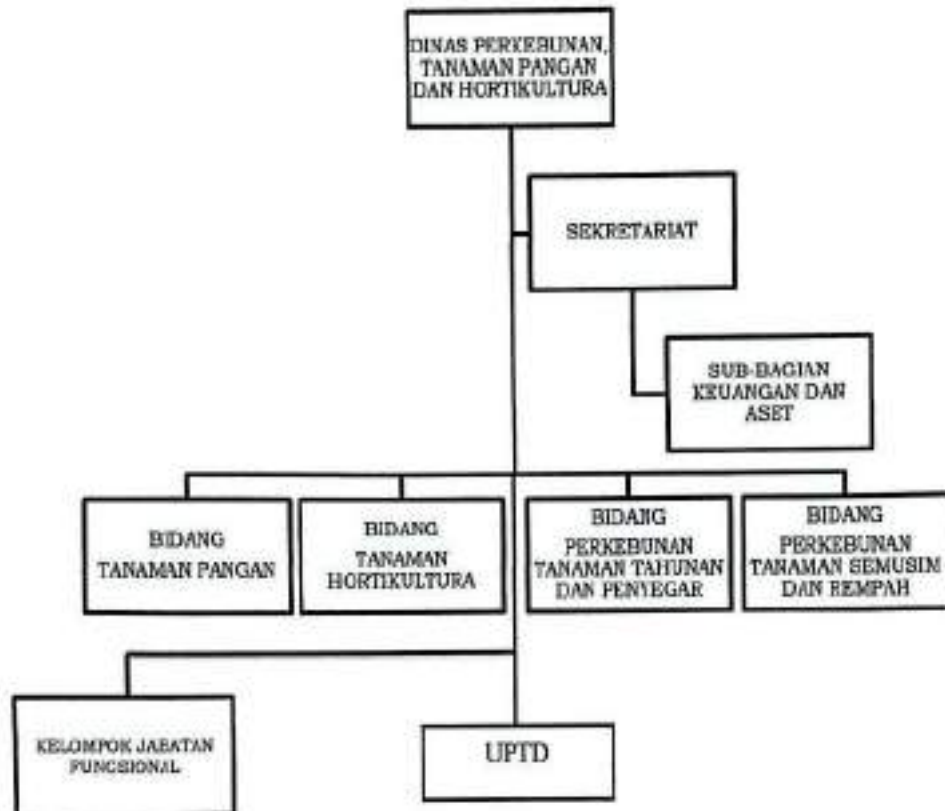 DINAS PERKEBUNAN,
TANAMAN PANGAN
DAN HORTIKULTURA
SEKRETARIAT
SUB-BAGIAN
KEUANGAN DAN
ASET
BIDANG
TANAMAN PANGAN
BIDANG
TANAMAN
HORTIKULTURA
BIDANG
PERKEBUNAN
TANAMAN TAHUNAN
DAN PENYEGAR
BIDANG
PERKEBUNAN
TANAMAN SEMUSIM
DAN REMPAH
KELOMPOK JABATAN
FUNGSIONAL
UPTD